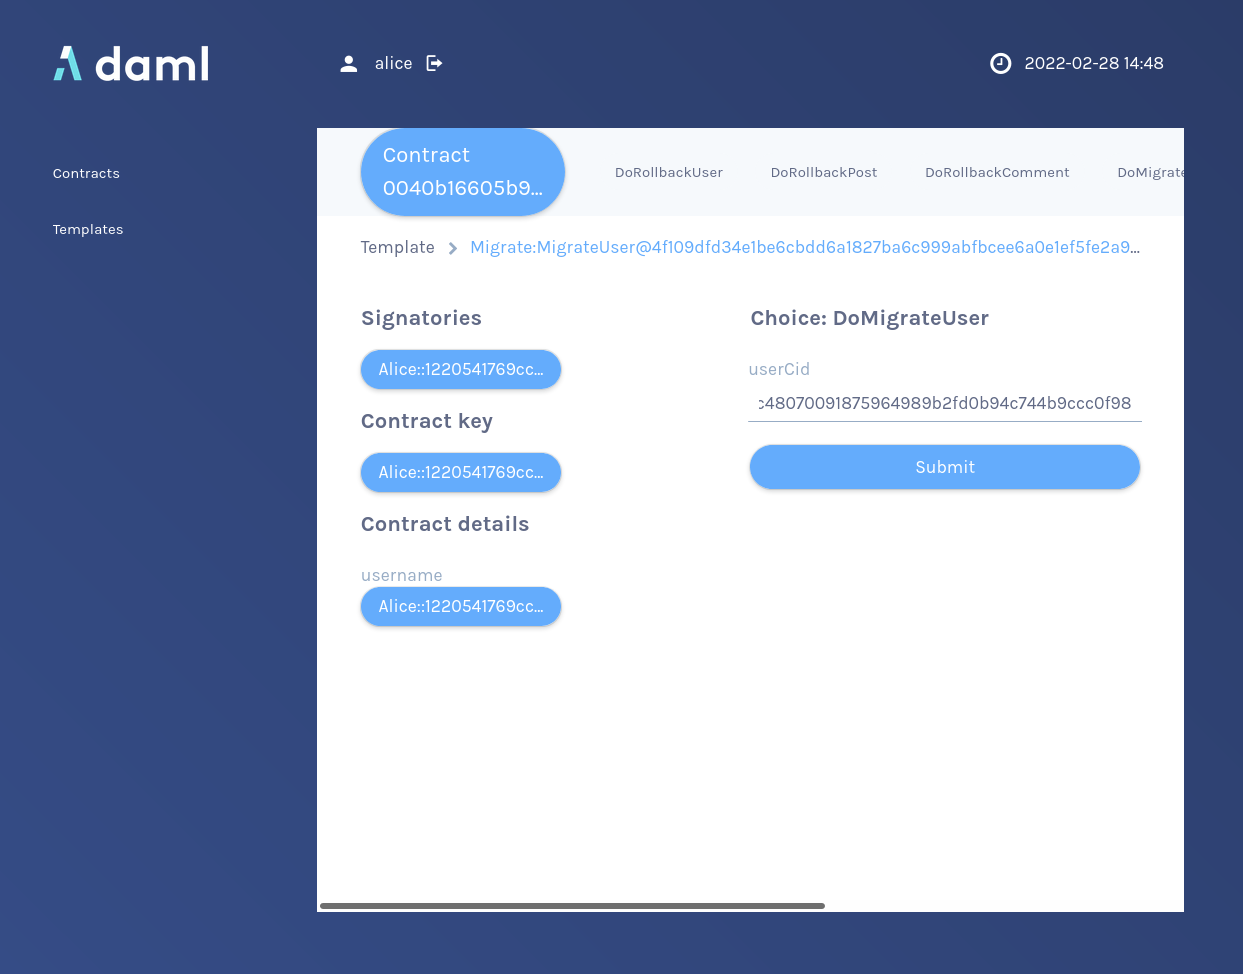 daml
alice
2022-02-28 14:48
Contracts
Templates
Contract
0040b16605b9...
DoRollbackUser
DoRollbackPost
DoRollbackComment
DoMigrate
Template
Migrate:MigrateUser@4f109dfd34e1be6cbdd6a1827ba6c999abfbcee6a0e1ef5fe2a9...
Signatories
Alice::1220541769cc...
Contract key
Alice::1220541769cc...
Contract details
username
Alice::1220541769cc...
Choice: DoMigrateUser
userCid
c48070091875964989b2fd0b94c744b9ccc0f98
Submit